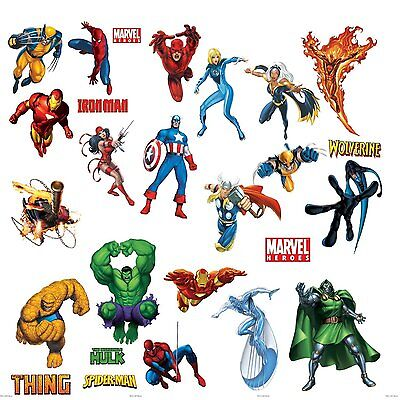 MARVEL
HEROES
IRON MAN
WOLVERINE
MARVEL
HEROES
THING
THE INCREDIBLE
HULK
SPIDER-MAN